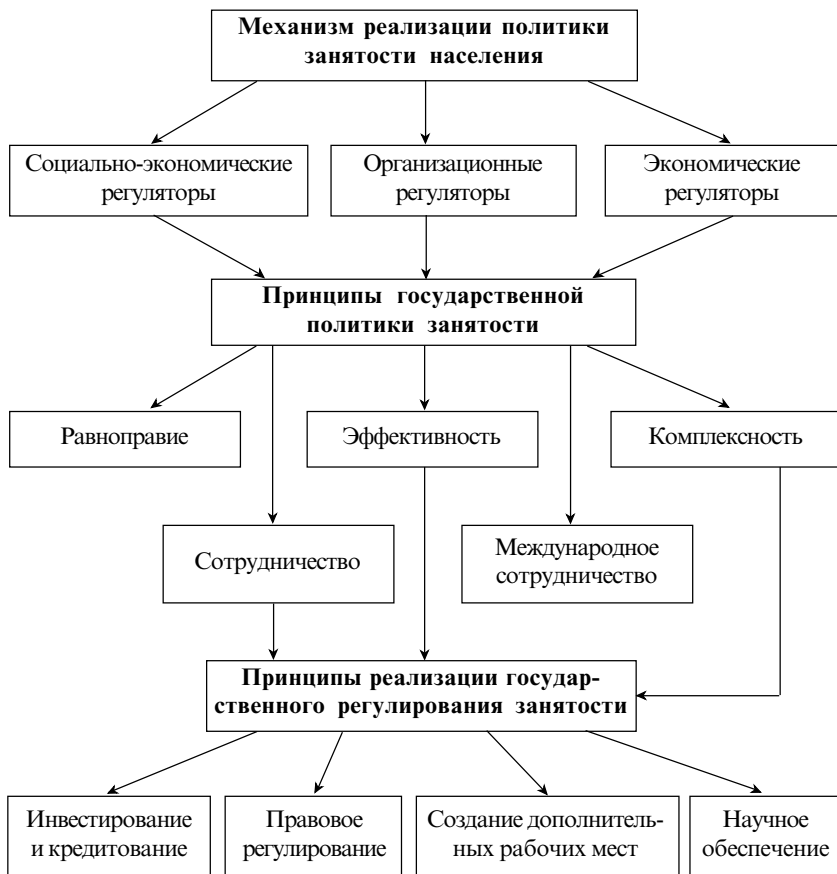 Механизм реализации политики
занятости населения
Социально-экономические
регуляторы
Организационные
регуляторы
Экономические
регуляторы
Принципы государственной
политики занятости
Равноправие
Эффективность
Комплексность
Сотрудничество
Международное
сотрудничество
Принципы реализации государ-
ственного регулирования занятости
Инвестирование
и кредитование
Правовое
регулирование
Создание дополнитель-
ных рабочих мест
Научное
обеспечение